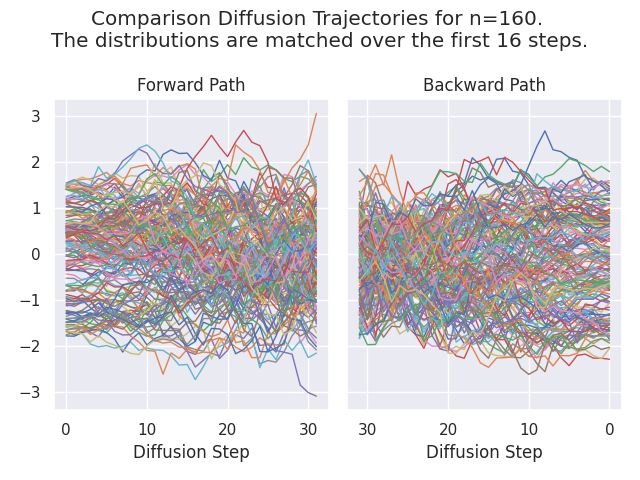 Comparison Diffusion Trajectories for n=160.
The distributions are matched over the first 16 steps.
Forward Path
Backward Path
3
2
1
0
−1
−2
−3
0 10 20 30
30 20 10 0
Diffusion Step
Diffusion Step